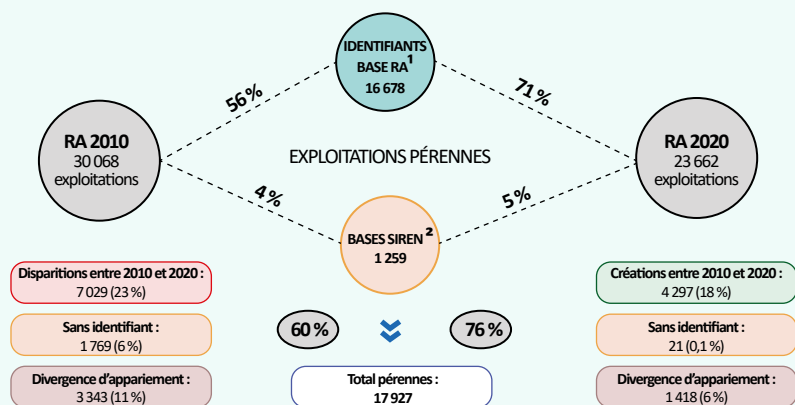 IDENTIFIANTS
BASE RA¹
16 678
56 %
71 %
RA 2010
30 068
exploitations
EXPLOITATIONS PÉRENNES
RA 2020
23 662
exploitations
4 %
5 %
BASES SIREN²
1 259
Disparitions entre 2010 et 2020 :
7 029 (23 %)
Créations entre 2010 et 2020 :
4 297 (18 %)
Sans identifiant :
1 769 (6 %)
60 %
76 %
Sans identifiant :
21 (0,1 %)
Divergence d'appariement :
3 343 (11 %)
Total pérennes :
17 927
Divergence d'appariement :
1 418 (6 %)